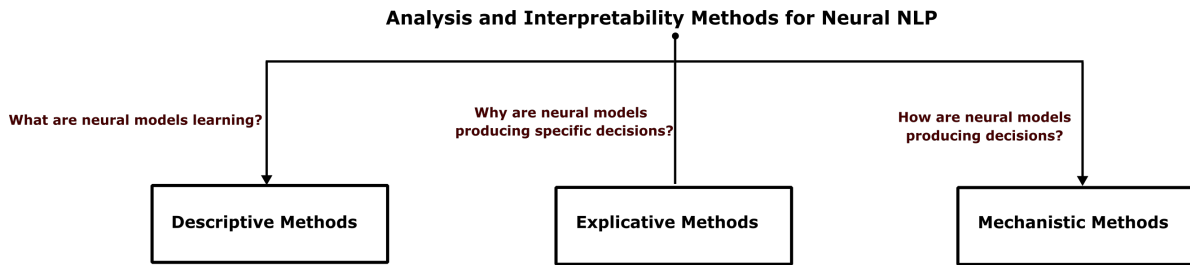 Analysis and Interpretability Methods for Neural NLP
What are neural models learning?
Why are neural models
producing specific decisions?
How are neural models
producing decisions?
Descriptive Methods
Explicative Methods
Mechanistic Methods